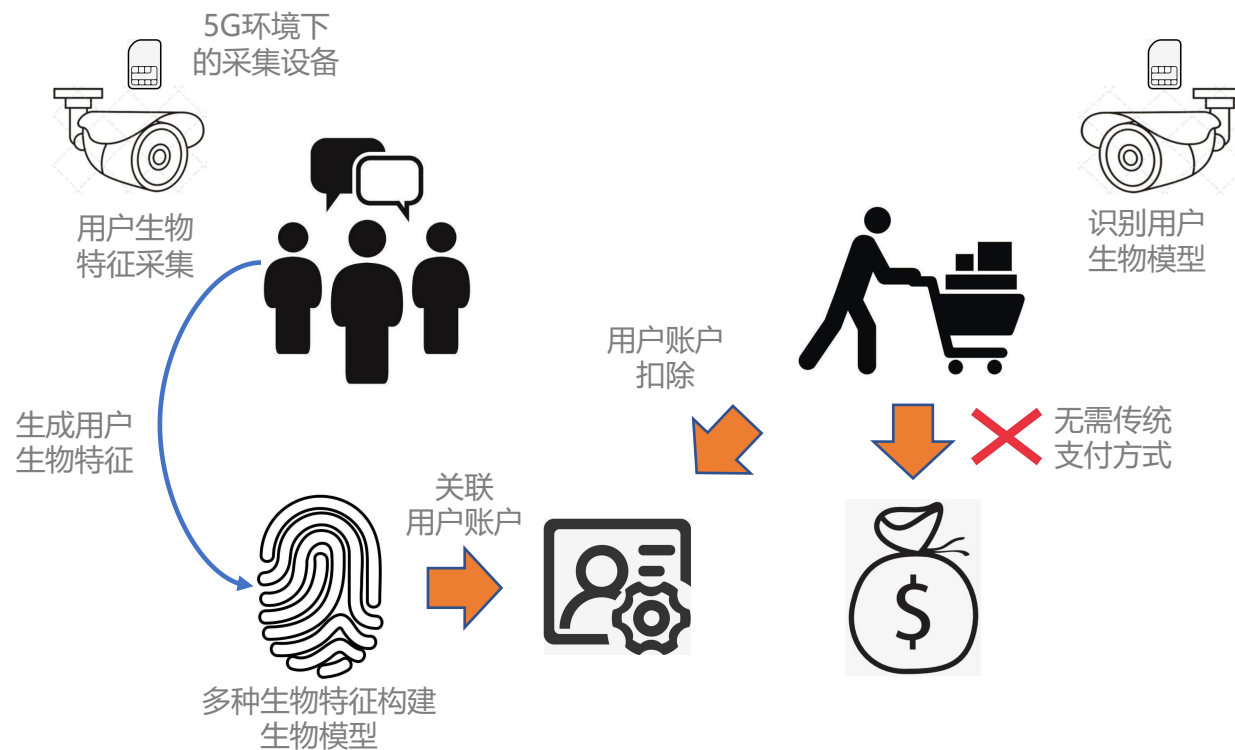 5G环境下
的采集设备
用户生物
特征采集
识别用户
生物模型
用户账户
扣除
生成用户
生物特征
无需传统
支付方式
关联
用户账户
$
多种生物特征构建
生物模型